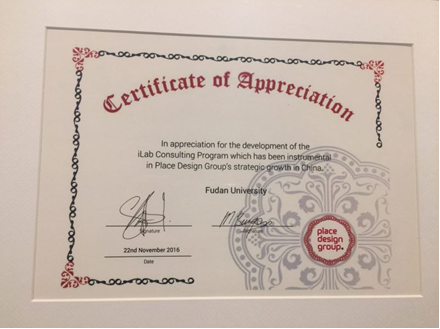 Certificate of Appreciation
In appreciation for the development of the
iLab Consulting Program which has been instrumental
in Place Design Group's strategic growth in China.
Fudan University
Signature
Signature
22nd November 2016
Date
place
design
group.